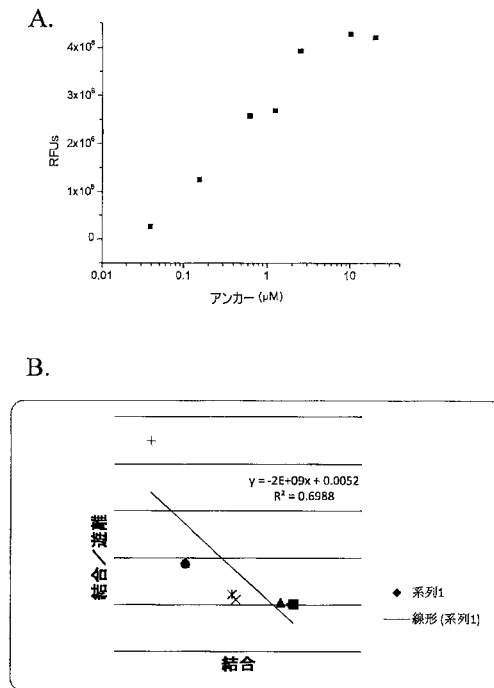 A.
4x10⁶
3x10⁶
2x10⁶
1x10⁶
0
RFUs
0,01
0.1
1
10
アンカー (μM)
B.
y = -2E+09x + 0.0052
R² = 0.6988
結合／遊離
結合
系列1
線形 (系列1)